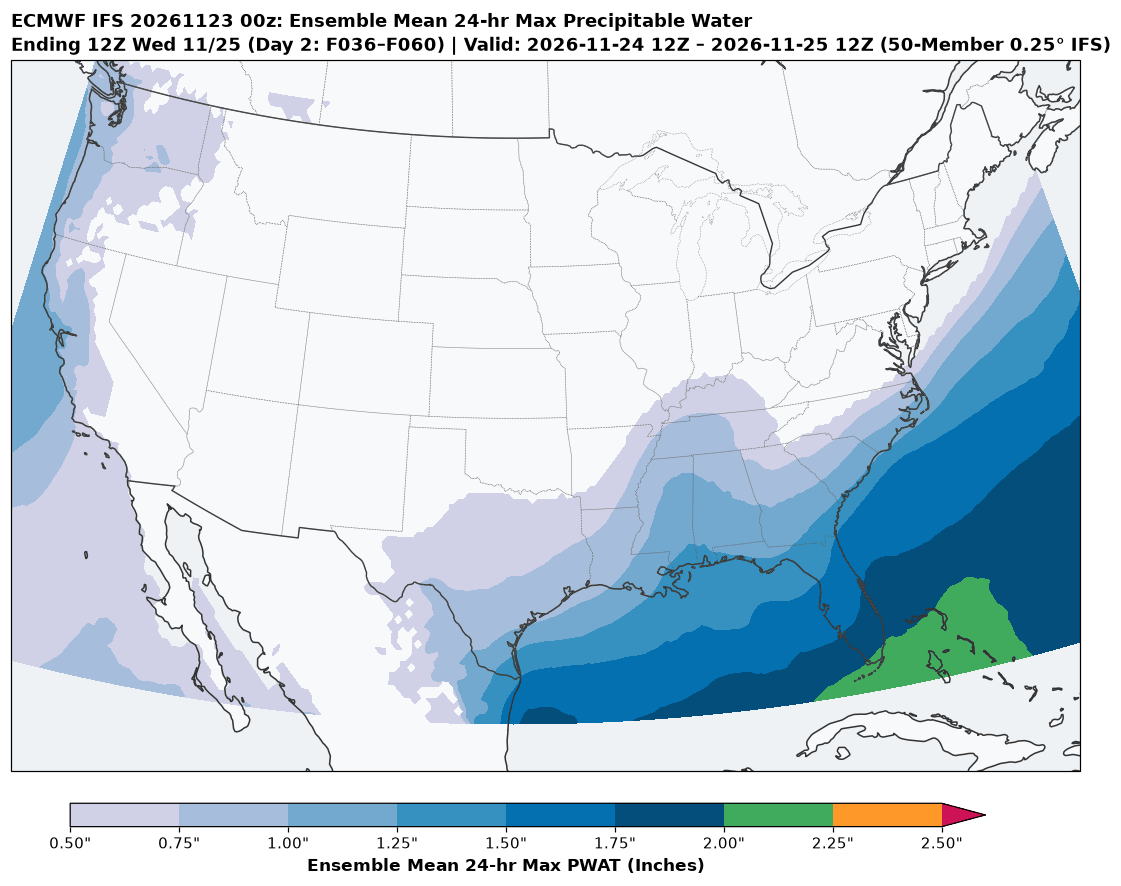 ECMWF IFS 20261123 00z: Ensemble Mean 24-hr Max Precipitable Water
Ending 12Z Wed 11/25 (Day 2: F036–F060) | Valid: 2026-11-24 12Z – 2026-11-25 12Z (50-Member 0.25° IFS)
0.50" 0.75" 1.00" 1.25" 1.50" 1.75" 2.00" 2.25" 2.50"
Ensemble Mean 24-hr Max PWAT (Inches)